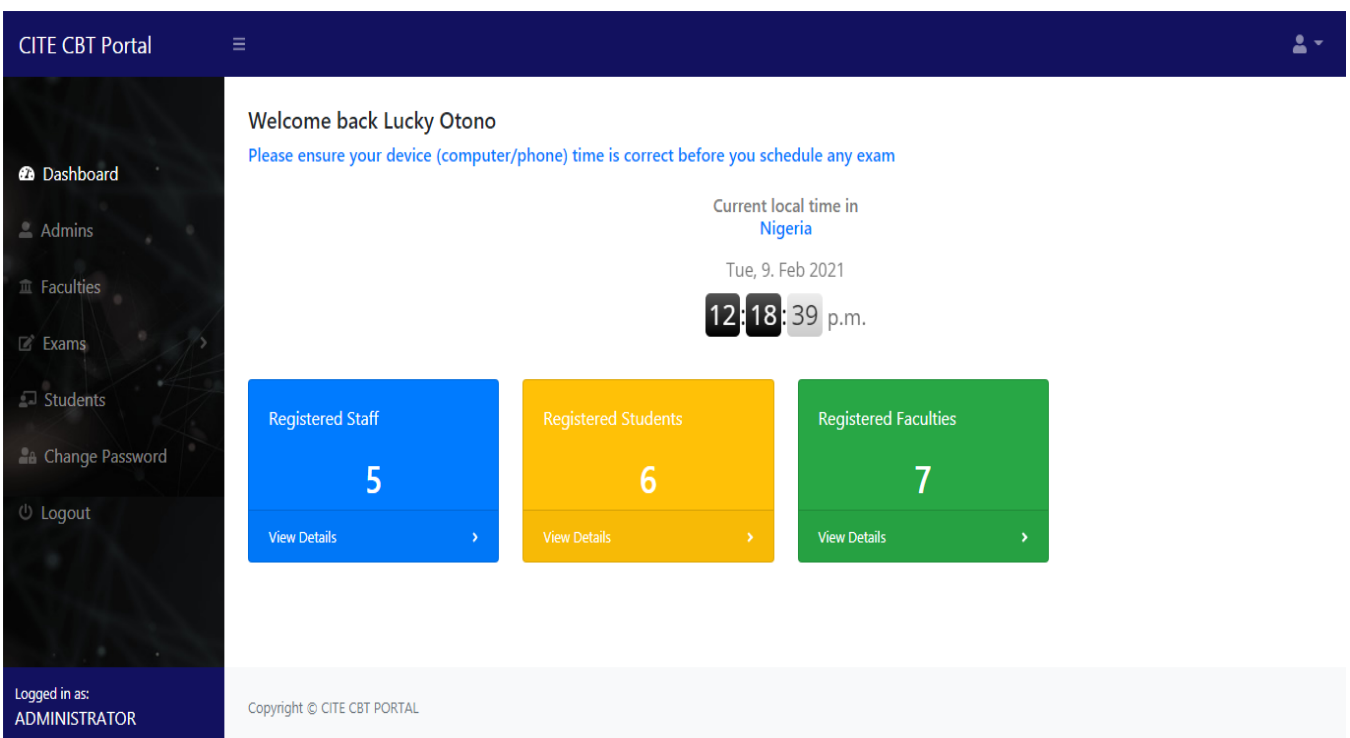 CITE CBT Portal
Dashboard
Admins
Faculties
Exams
Students
Change Password
Logout
Logged in as:
ADMINISTRATOR
Welcome back Lucky Otono
Please ensure your device (computer/phone) time is correct before you schedule any exam
Current local time in
Nigeria
Tue, 9. Feb 2021
12:18:39 p.m.
Registered Staff
5
View Details
Registered Students
6
View Details
Registered Faculties
7
View Details
Copyright © CITE CBT PORTAL